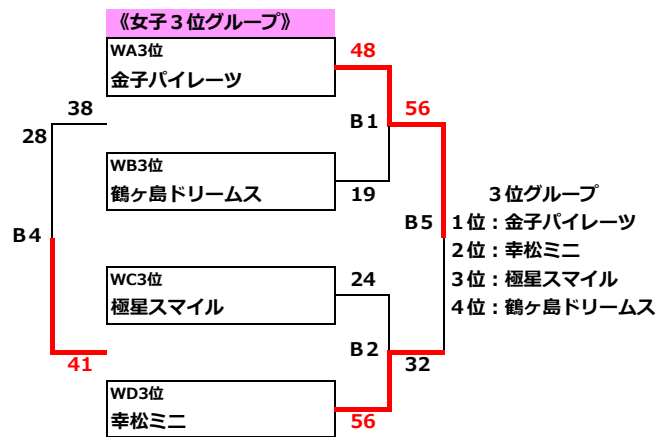 《女子３位グループ》
WA3位
金子パイレーツ
48
38
28
B1
56
WB3位
鶴ヶ島ドリームス
19
B4
B5
３位グループ
１位：金子パイレーツ
２位：幸松ミニ
３位：極星スマイル
４位：鶴ヶ島ドリームス
WC3位
極星スマイル
24
B2
41
32
WD3位
幸松ミニ
56